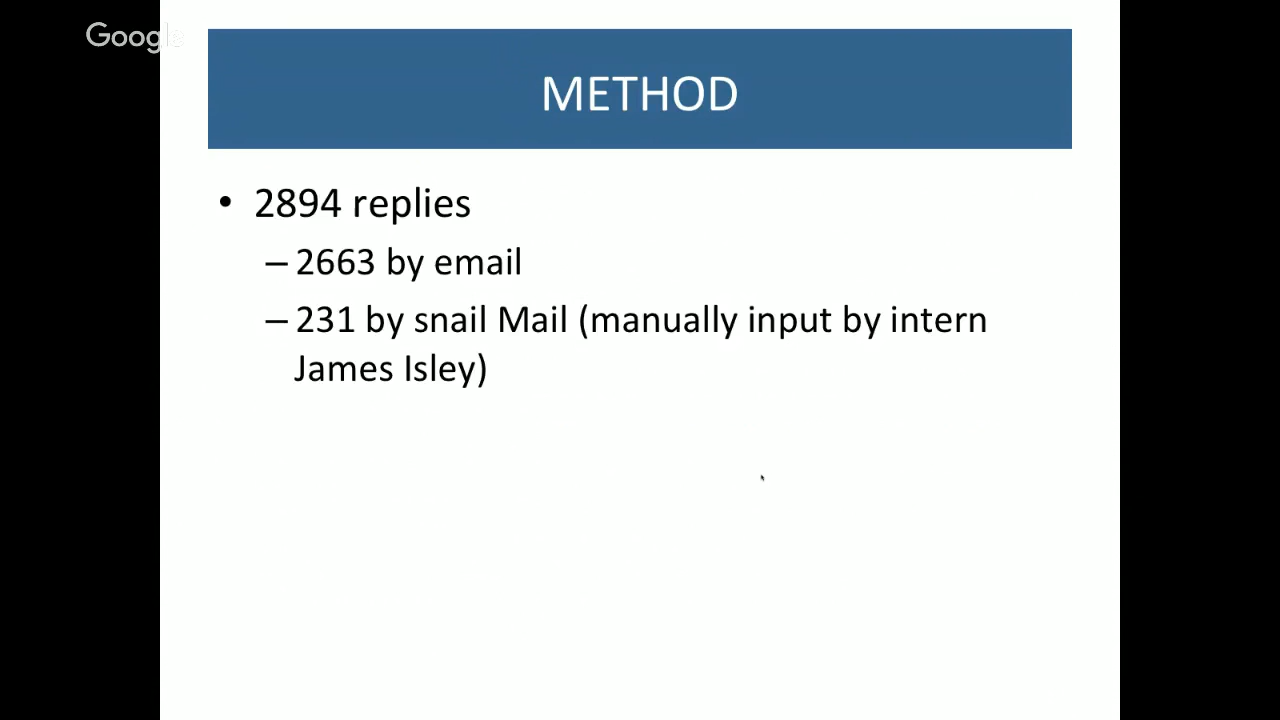 Google
METHOD
• 2894 replies
– 2663 by email
– 231 by snail Mail (manually input by intern
James Isley)